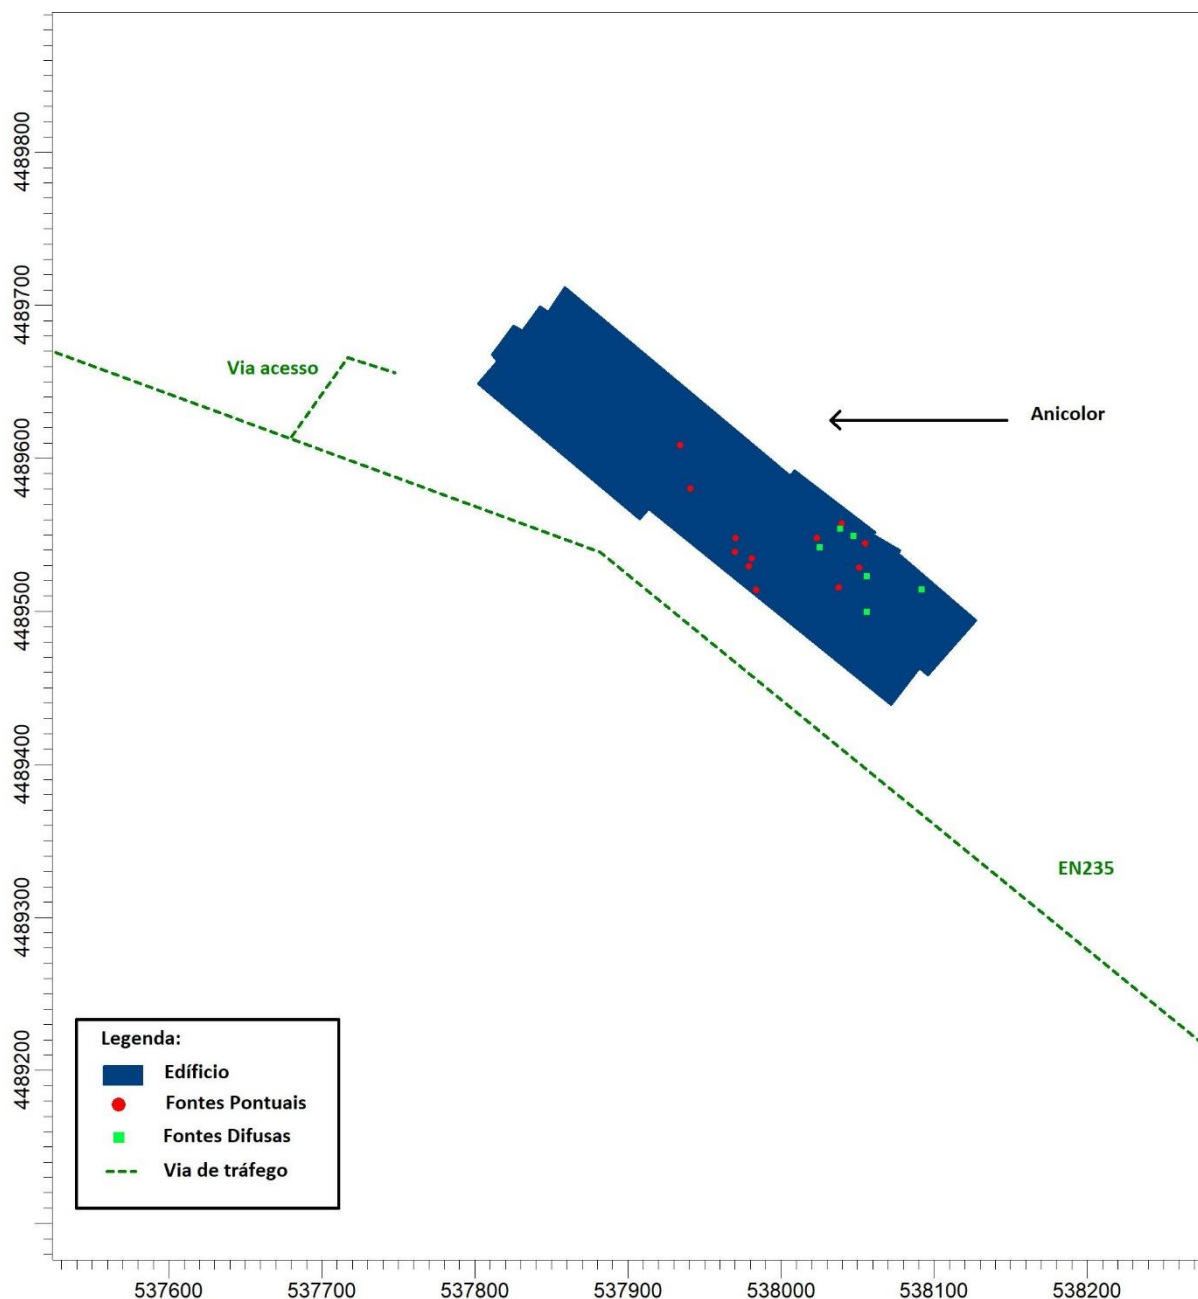 4489800
4489700
4489600
4489500
4489400
4489300
4489200
Via acesso
Anicolor
EN235
Legenda:
Edíficio
Fontes Pontuais
Fontes Difusas
Via de tráfego
537600
537700
537800
537900
538000
538100
538200